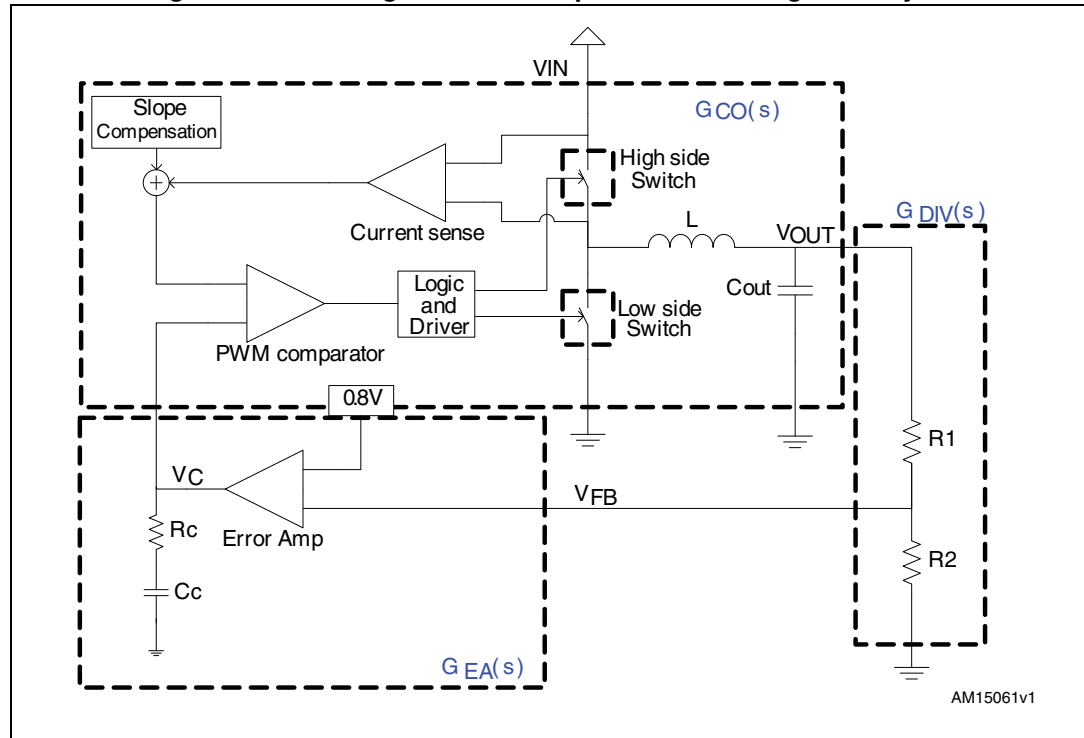 VIN
Slope
Compensation
GCO(s)
High side
Switch
Current sense
L
VOUT
GDIV(s)
Logic
and
Driver
Cout
Low side
Switch
PWM comparator
0.8V
R1
VC
VFB
Rc
Error Amp
R2
Cc
GEA(s)
AM15061v1